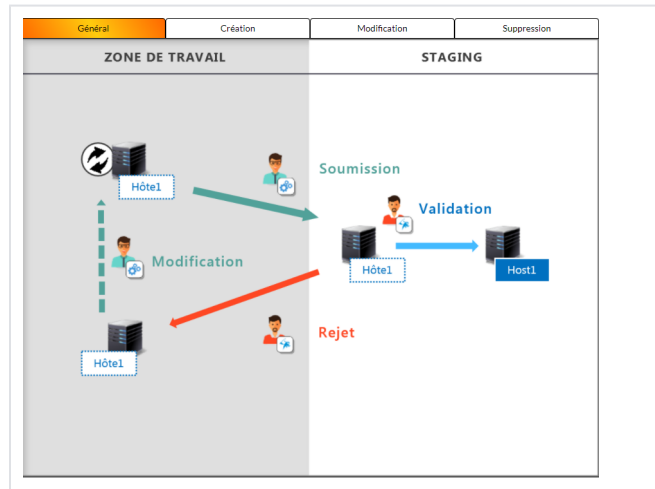 Général
Création
Modification
Suppression
ZONE DE TRAVAIL
STAGING
Soumission
Hôte1
Validation
Modification
Hôte1
Host1
Rejet
Hôte1